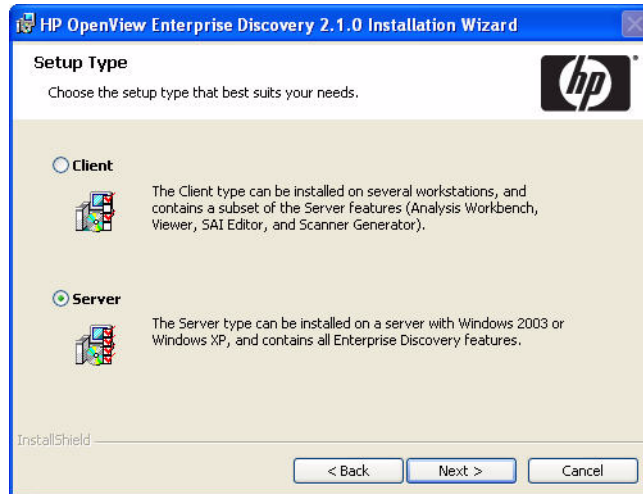 HP OpenView Enterprise Discovery 2.1.0 Installation Wizard
Setup Type
Choose the setup type that best suits your needs.
hp
Client
The Client type can be installed on several workstations, and
contains a subset of the Server features (Analysis Workbench,
Viewer, SAI Editor, and Scanner Generator).
Server
The Server type can be installed on a server with Windows 2003 or
Windows XP, and contains all Enterprise Discovery features.
InstallShield
< Back
Next >
Cancel